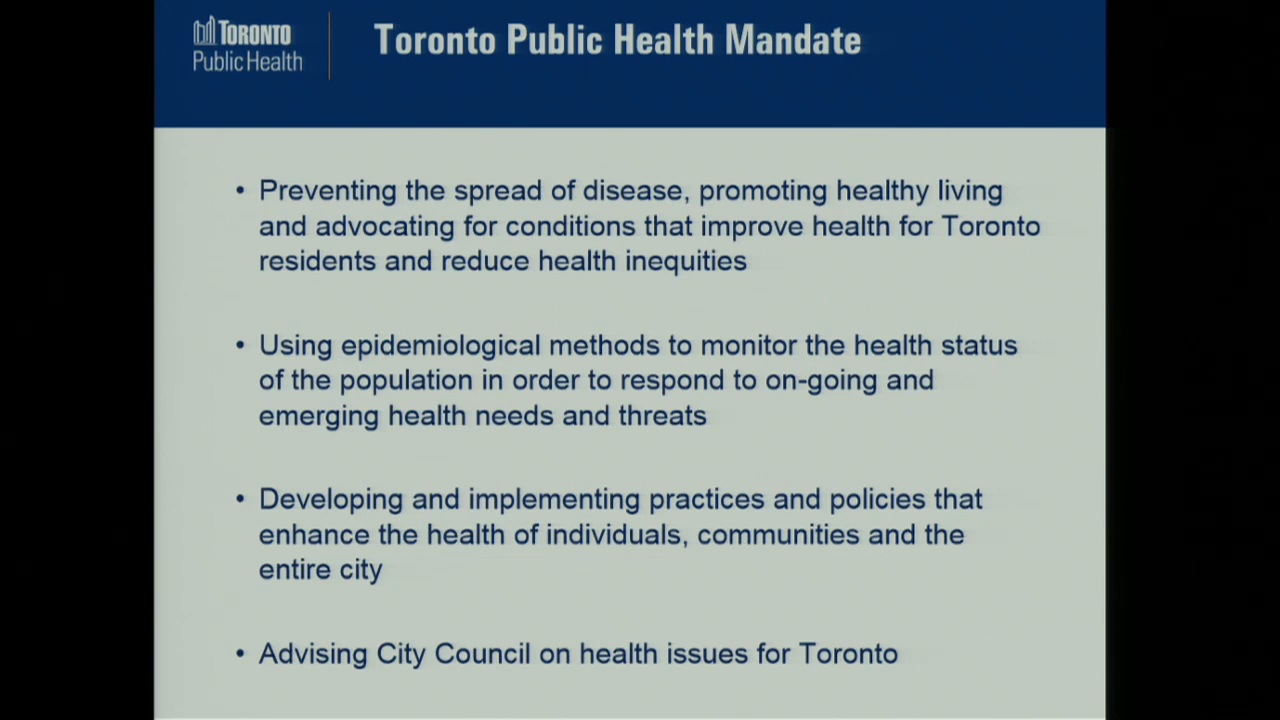 TORONTO
Public Health
Toronto Public Health Mandate
• Preventing the spread of disease, promoting healthy living
and advocating for conditions that improve health for Toronto
residents and reduce health inequities
• Using epidemiological methods to monitor the health status
of the population in order to respond to on-going and
emerging health needs and threats
• Developing and implementing practices and policies that
enhance the health of individuals, communities and the
entire city
• Advising City Council on health issues for Toronto